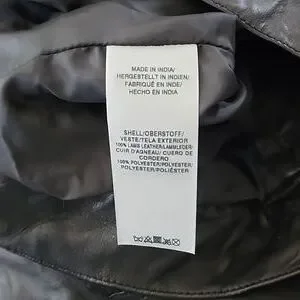 MADE IN INDIA/
HERGESTELLT IN INDIEN/
FABRIQUÉ EN INDE/
HECHO EN INDIA
SHELL/OBERSTOFF/
VESTE/TELA EXTERIOR
100% LAMB LEATHER/LAMMLEDER/
CUIR D'AGNEAU/ CUERO DE
CORDERO
100% POLYESTER/POLYESTER/
POLYESTER/POLIÉSTER